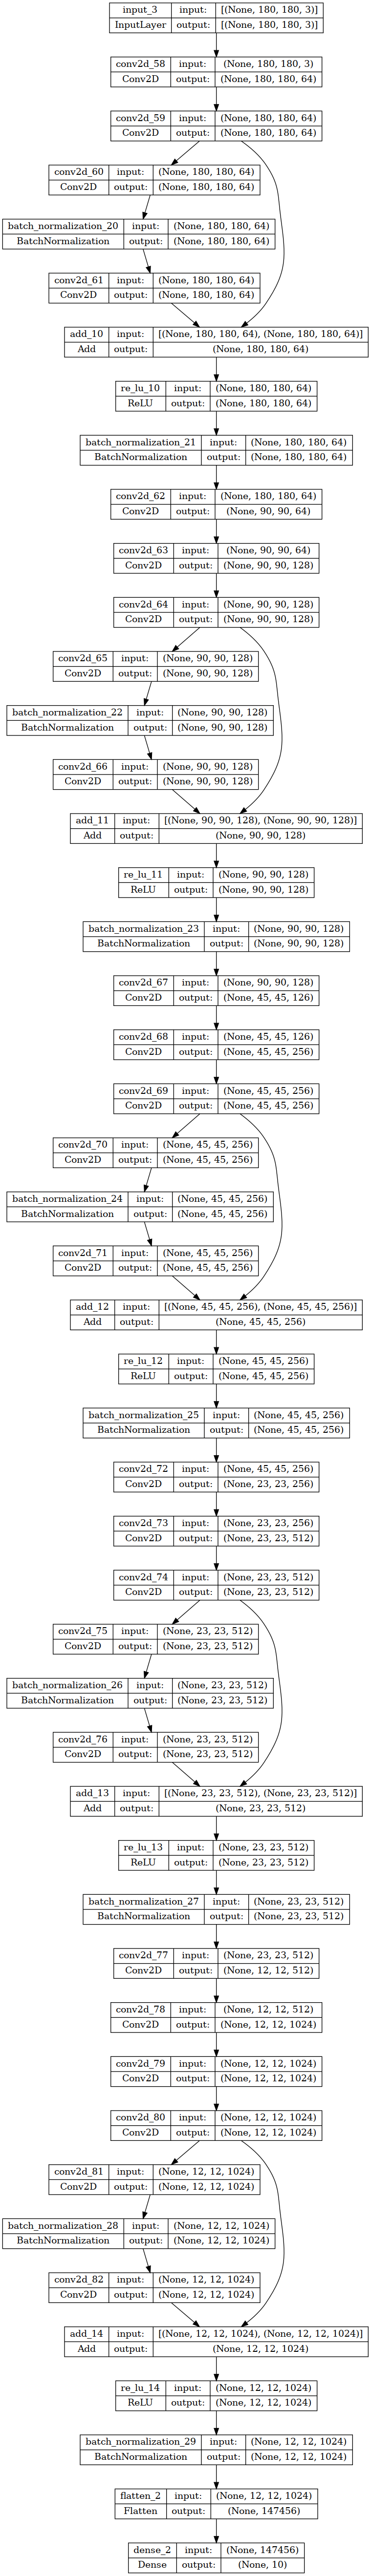 input_3 input: [(None, 180, 180, 3)]
InputLayer output: [(None, 180, 180, 3)]
conv2d_58 input: (None, 180, 180, 3)
Conv2D output: (None, 180, 180, 64)
conv2d_59 input: (None, 180, 180, 64)
Conv2D output: (None, 180, 180, 64)
conv2d_60 input: (None, 180, 180, 64)
Conv2D output: (None, 180, 180, 64)
batch_normalization_20 input: (None, 180, 180, 64)
BatchNormalization output: (None, 180, 180, 64)
conv2d_61 input: (None, 180, 180, 64)
Conv2D output: (None, 180, 180, 64)
add_10 input: [(None, 180, 180, 64), (None, 180, 180, 64)]
Add output: (None, 180, 180, 64)
re_lu_10 input: (None, 180, 180, 64)
ReLU output: (None, 180, 180, 64)
batch_normalization_21 input: (None, 180, 180, 64)
BatchNormalization output: (None, 180, 180, 64)
conv2d_62 input: (None, 180, 180, 64)
Conv2D output: (None, 90, 90, 64)
conv2d_63 input: (None, 90, 90, 64)
Conv2D output: (None, 90, 90, 128)
conv2d_64 input: (None, 90, 90, 128)
Conv2D output: (None, 90, 90, 128)
conv2d_65 input: (None, 90, 90, 128)
Conv2D output: (None, 90, 90, 128)
batch_normalization_22 input: (None, 90, 90, 128)
BatchNormalization output: (None, 90, 90, 128)
conv2d_66 input: (None, 90, 90, 128)
Conv2D output: (None, 90, 90, 128)
add_11 input: [(None, 90, 90, 128), (None, 90, 90, 128)]
Add output: (None, 90, 90, 128)
re_lu_11 input: (None, 90, 90, 128)
ReLU output: (None, 90, 90, 128)
batch_normalization_23 input: (None, 90, 90, 128)
BatchNormalization output: (None, 90, 90, 128)
conv2d_67 input: (None, 90, 90, 128)
Conv2D output: (None, 45, 45, 126)
conv2d_68 input: (None, 45, 45, 126)
Conv2D output: (None, 45, 45, 256)
conv2d_69 input: (None, 45, 45, 256)
Conv2D output: (None, 45, 45, 256)
conv2d_70 input: (None, 45, 45, 256)
Conv2D output: (None, 45, 45, 256)
batch_normalization_24 input: (None, 45, 45, 256)
BatchNormalization output: (None, 45, 45, 256)
conv2d_71 input: (None, 45, 45, 256)
Conv2D output: (None, 45, 45, 256)
add_12 input: [(None, 45, 45, 256), (None, 45, 45, 256)]
Add output: (None, 45, 45, 256)
re_lu_12 input: (None, 45, 45, 256)
ReLU output: (None, 45, 45, 256)
batch_normalization_25 input: (None, 45, 45, 256)
BatchNormalization output: (None, 45, 45, 256)
conv2d_72 input: (None, 45, 45, 256)
Conv2D output: (None, 23, 23, 256)
conv2d_73 input: (None, 23, 23, 256)
Conv2D output: (None, 23, 23, 512)
conv2d_74 input: (None, 23, 23, 512)
Conv2D output: (None, 23, 23, 512)
conv2d_75 input: (None, 23, 23, 512)
Conv2D output: (None, 23, 23, 512)
batch_normalization_26 input: (None, 23, 23, 512)
BatchNormalization output: (None, 23, 23, 512)
conv2d_76 input: (None, 23, 23, 512)
Conv2D output: (None, 23, 23, 512)
add_13 input: [(None, 23, 23, 512), (None, 23, 23, 512)]
Add output: (None, 23, 23, 512)
re_lu_13 input: (None, 23, 23, 512)
ReLU output: (None, 23, 23, 512)
batch_normalization_27 input: (None, 23, 23, 512)
BatchNormalization output: (None, 23, 23, 512)
conv2d_77 input: (None, 23, 23, 512)
Conv2D output: (None, 12, 12, 512)
conv2d_78 input: (None, 12, 12, 512)
Conv2D output: (None, 12, 12, 1024)
conv2d_79 input: (None, 12, 12, 1024)
Conv2D output: (None, 12, 12, 1024)
conv2d_80 input: (None, 12, 12, 1024)
Conv2D output: (None, 12, 12, 1024)
conv2d_81 input: (None, 12, 12, 1024)
Conv2D output: (None, 12, 12, 1024)
batch_normalization_28 input: (None, 12, 12, 1024)
BatchNormalization output: (None, 12, 12, 1024)
conv2d_82 input: (None, 12, 12, 1024)
Conv2D output: (None, 12, 12, 1024)
add_14 input: [(None, 12, 12, 1024), (None, 12, 12, 1024)]
Add output: (None, 12, 12, 1024)
re_lu_14 input: (None, 12, 12, 1024)
ReLU output: (None, 12, 12, 1024)
batch_normalization_29 input: (None, 12, 12, 1024)
BatchNormalization output: (None, 12, 12, 1024)
flatten_2 input: (None, 12, 12, 1024)
Flatten output: (None, 147456)
dense_2 input: (None, 147456)
Dense output: (None, 10)